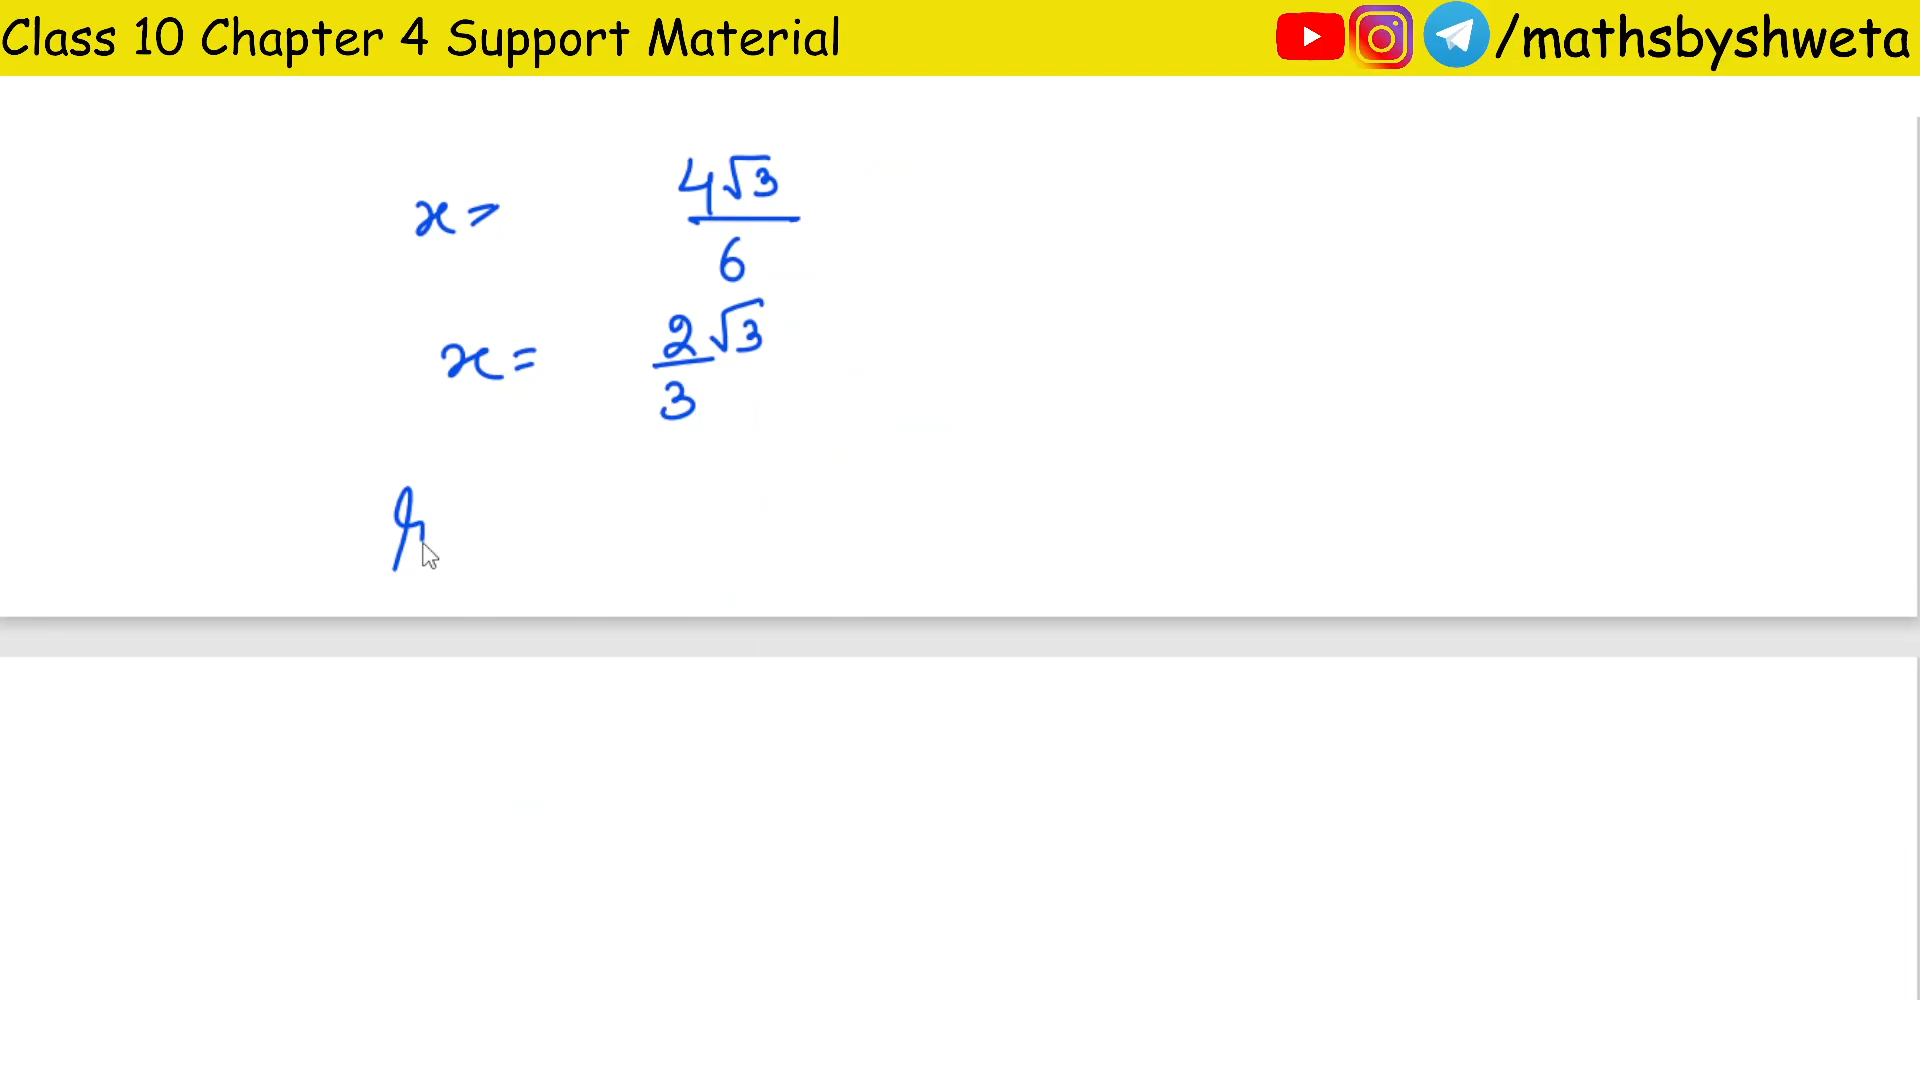 Class 10 Chapter 4 Support Material
/mathsbyshweta
x = 4√3/6
x = 2/3 √3